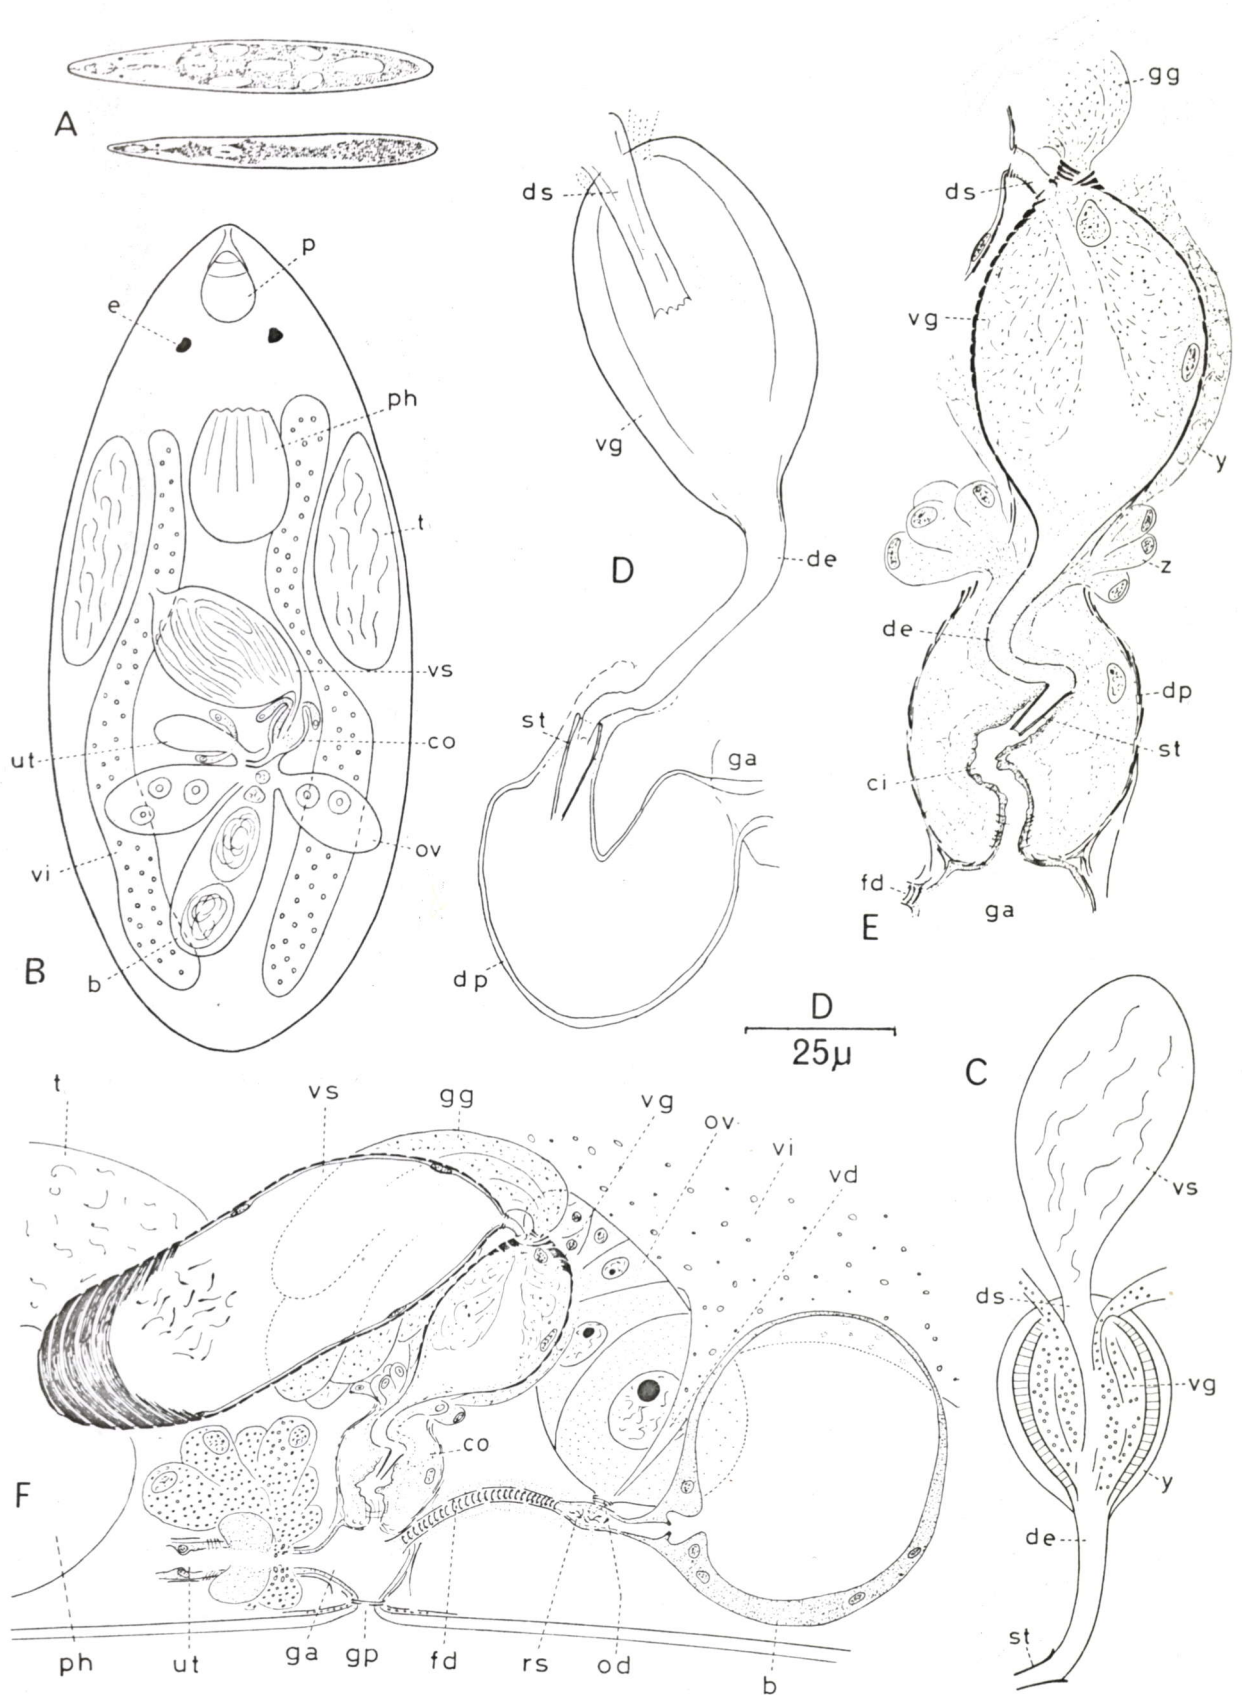 A
p
e
ph
t
vs
ut
co
ov
vi
B
b
ds
vg
D
de
st
ga
dp
D
25μ
gg
ds
vg
y
z
de
dp
st
ci
fd
ga
E
C
vs
ds
vg
y
de
st
t
vs
gg
vg
ov
vi
vd
co
F
ph
ut
ga
gp
fd
rs
od
b